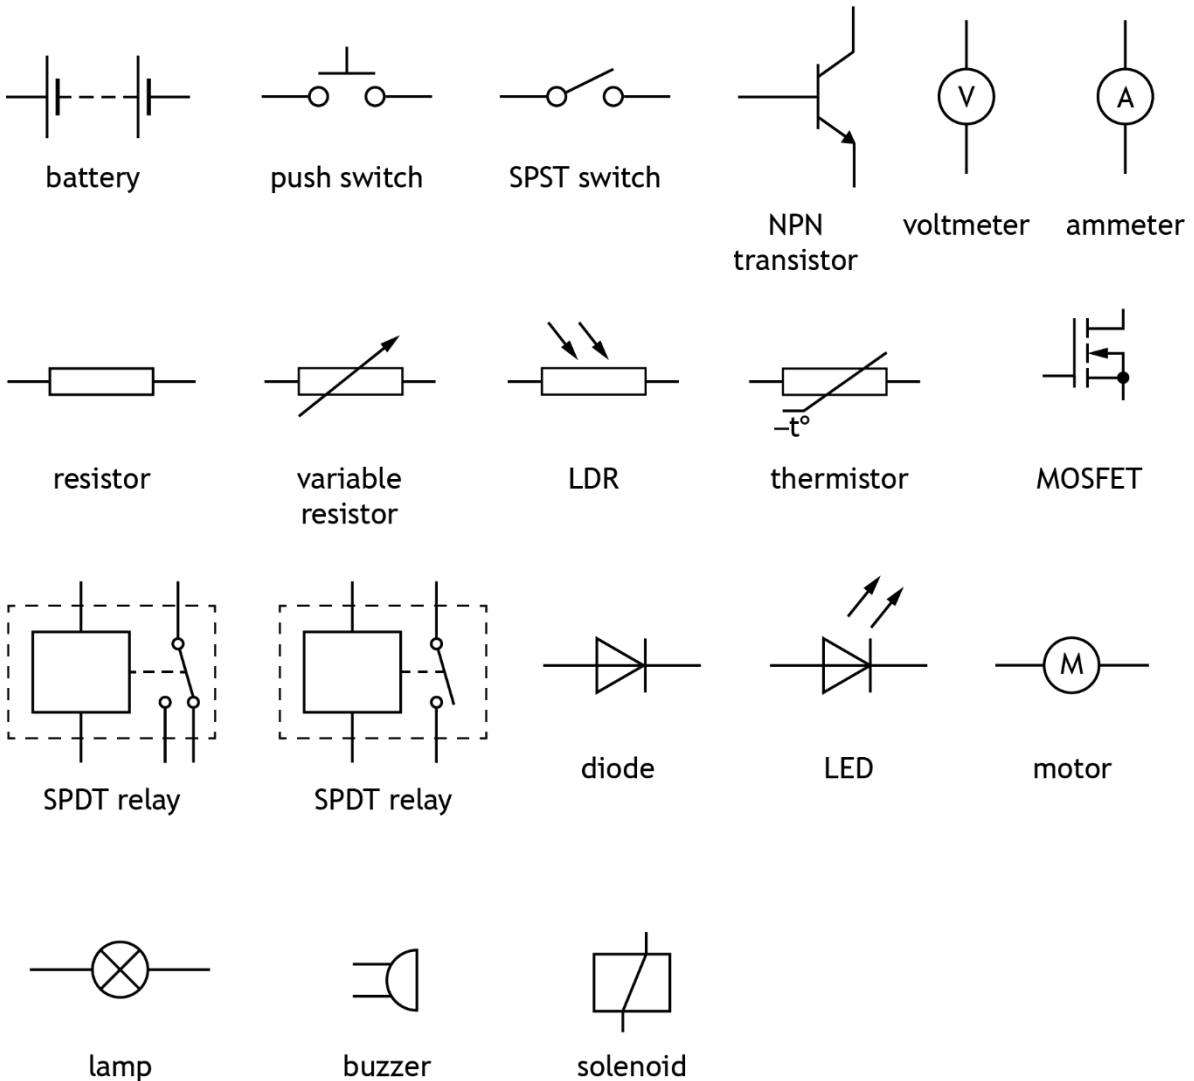 V
A
battery
push switch
SPST switch
NPN
transistor
voltmeter
ammeter
–t°
resistor
variable
resistor
LDR
thermistor
MOSFET
M
SPDT relay
SPDT relay
diode
LED
motor
lamp
buzzer
solenoid